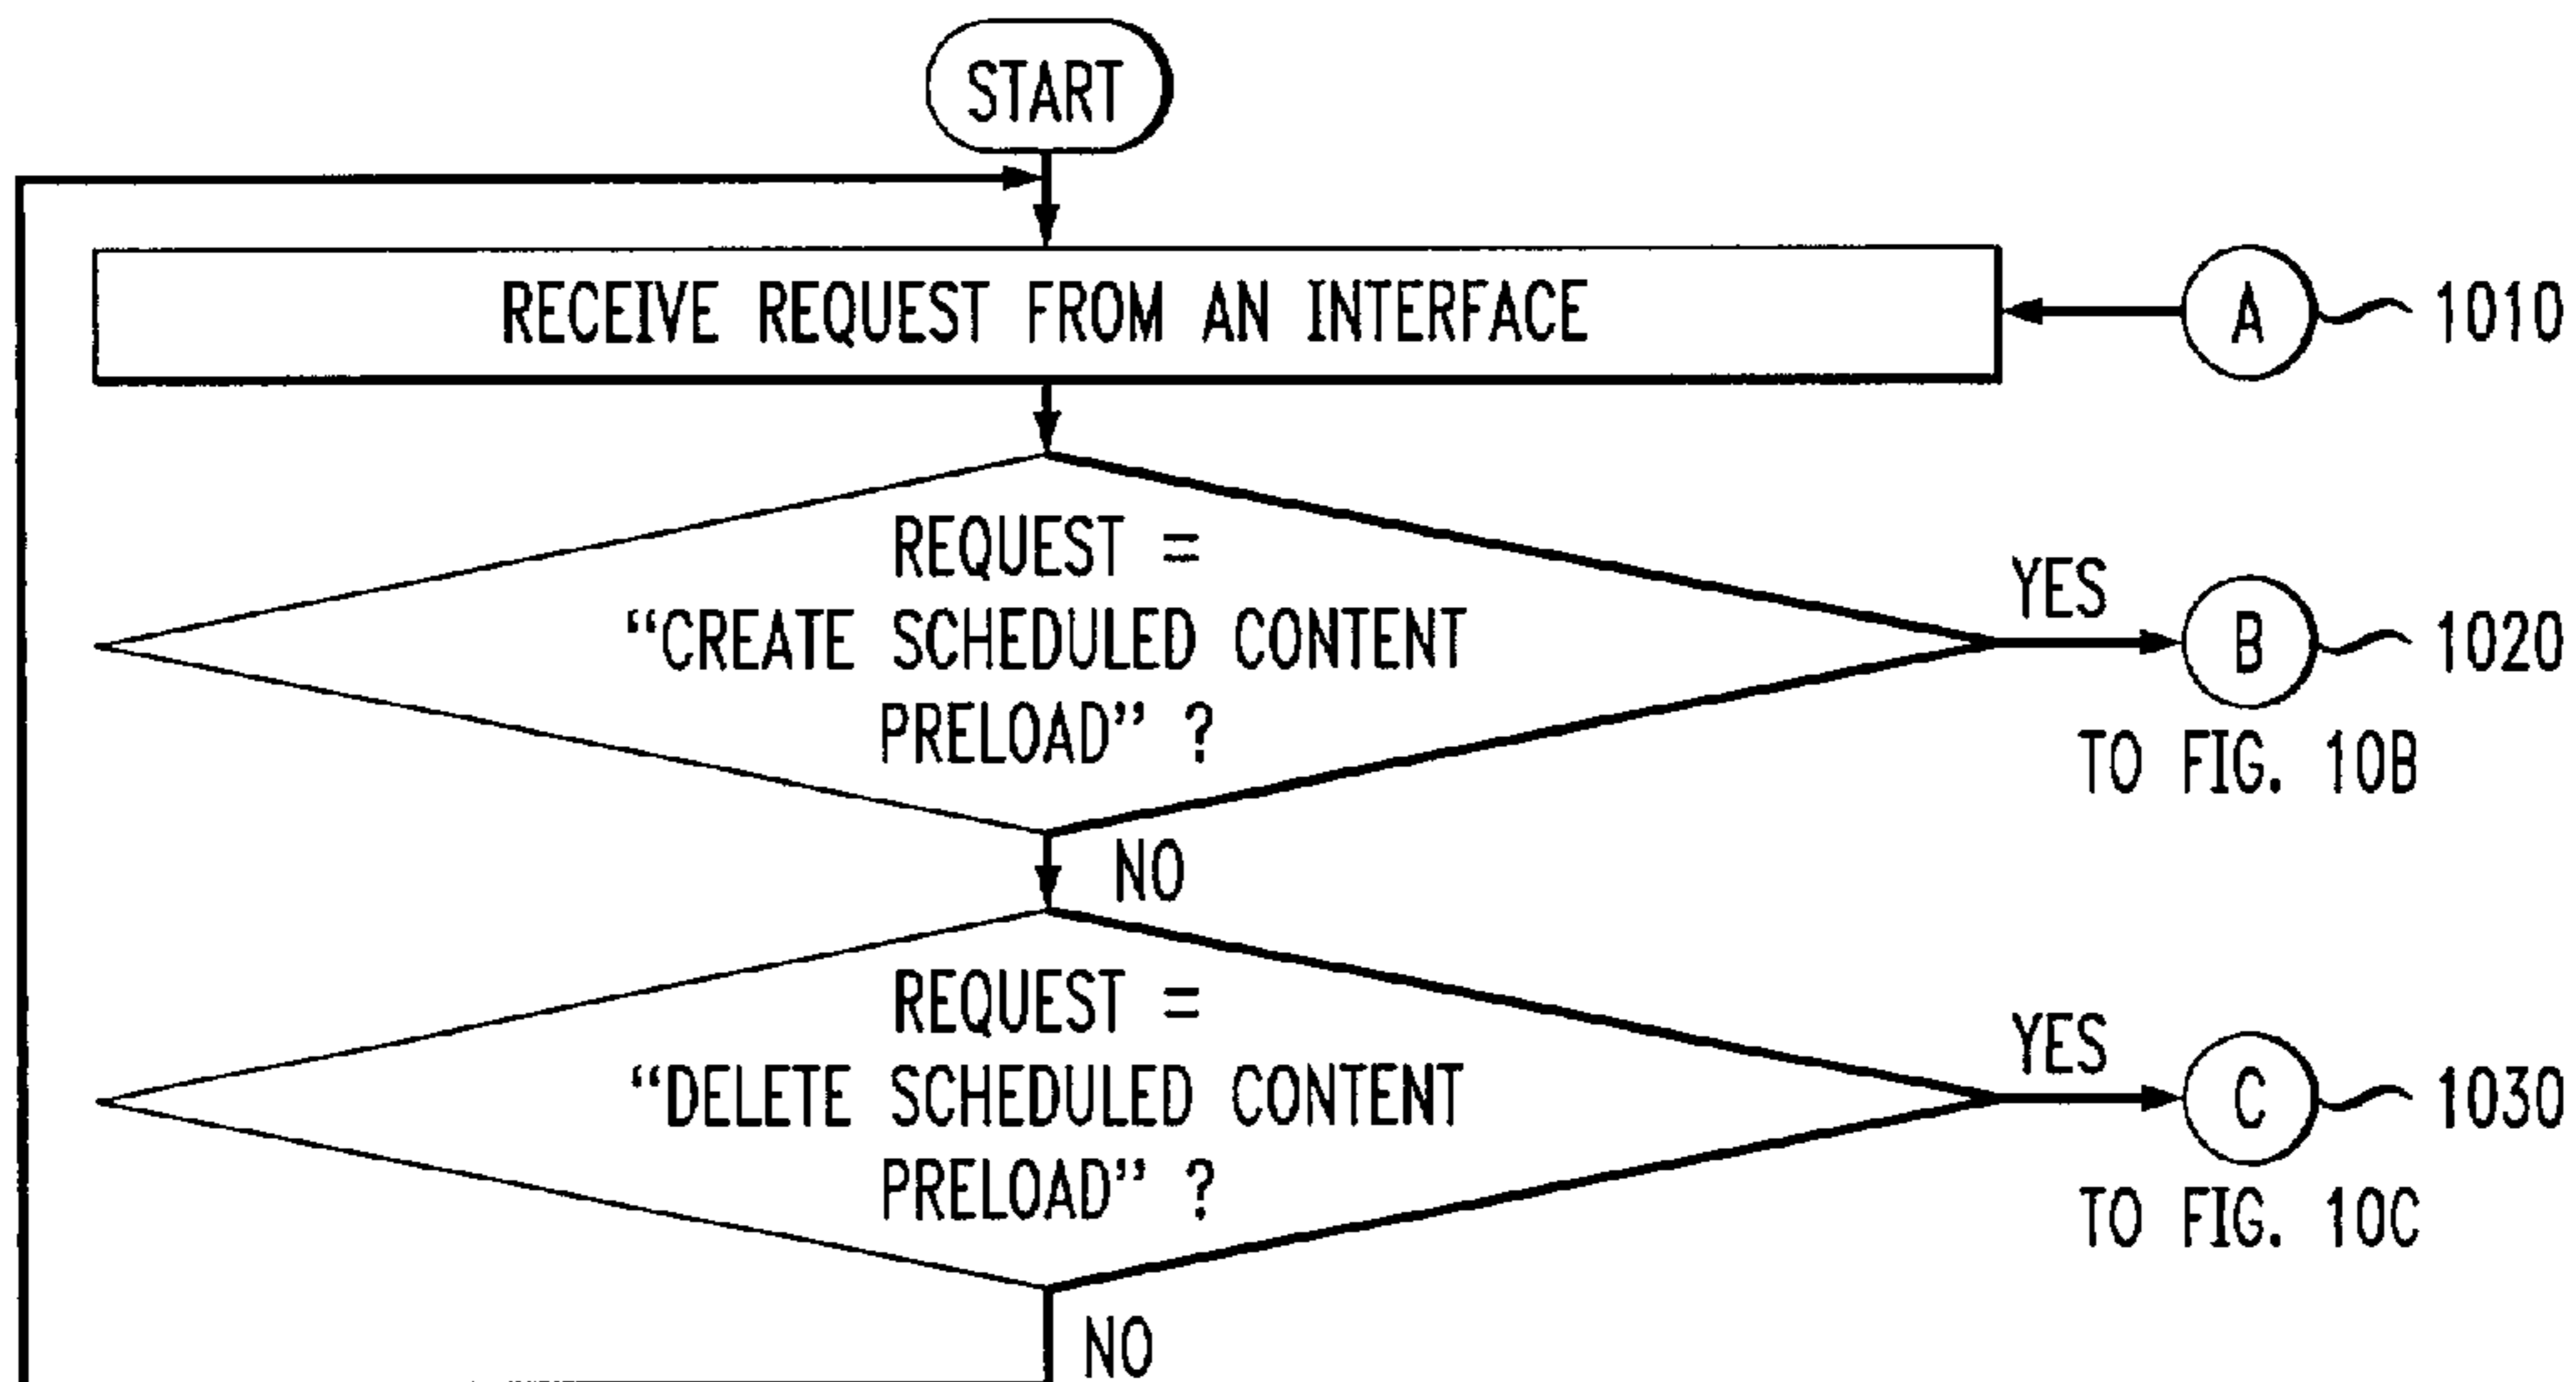 START
RECEIVE REQUEST FROM AN INTERFACE
A
1010
REQUEST =
“CREATE SCHEDULED CONTENT
PRELOAD” ?
YES
B
1020
TO FIG. 10B
NO
REQUEST =
“DELETE SCHEDULED CONTENT
PRELOAD” ?
YES
C
1030
TO FIG. 10C
NO